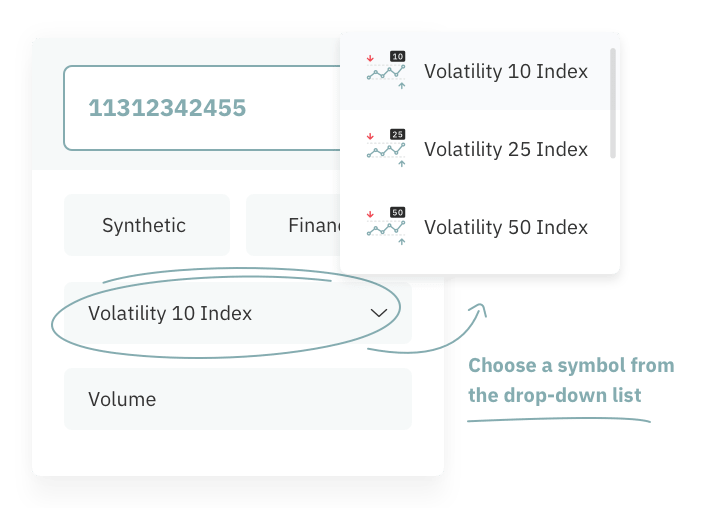 11312342455
10 Volatility 10 Index
25 Volatility 25 Index
50 Volatility 50 Index
Synthetic
Volatility 10 Index
Volume
Choose a symbol from
the drop-down list